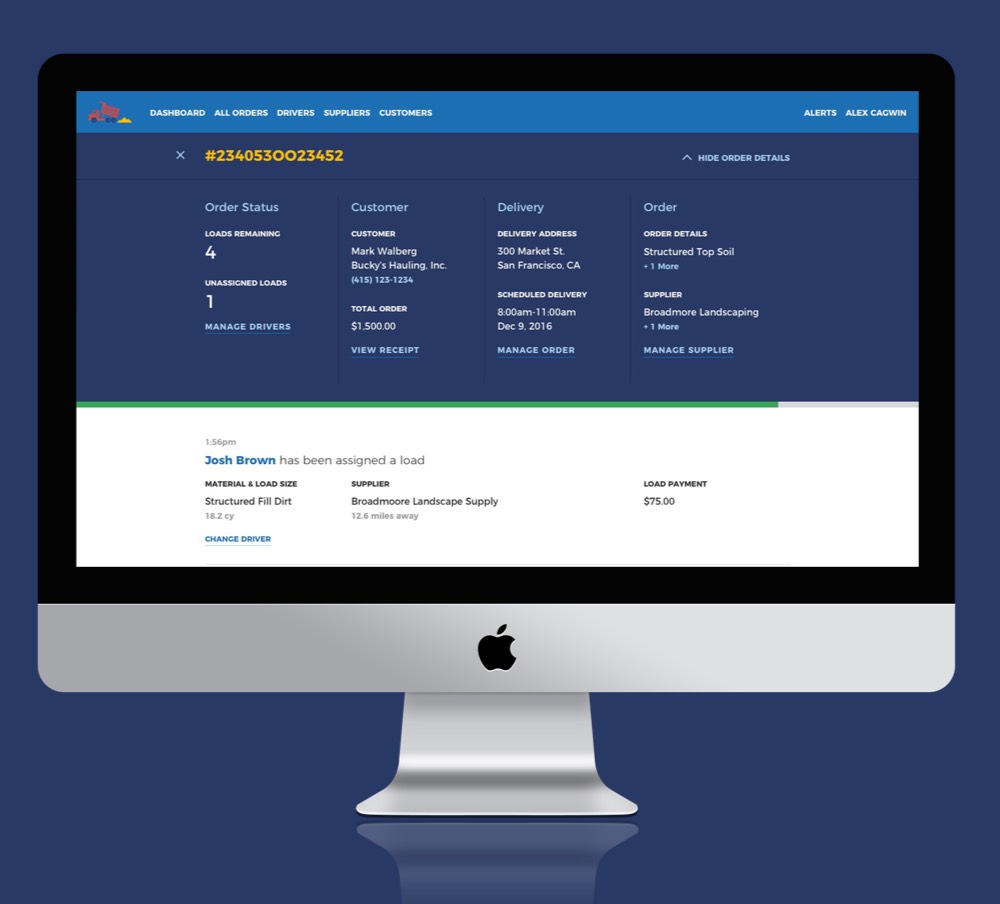 DASHBOARD ALL ORDERS DRIVERS SUPPLIERS CUSTOMERS ALERTS ALEX CAGWIN
#234053OO23452 HIDE ORDER DETAILS
Order Status
LOADS REMAINING
4
UNASSIGNED LOADS
1
MANAGE DRIVERS
Customer
CUSTOMER
Mark Walberg
Bucky's Hauling, Inc.
(415) 123-1234
TOTAL ORDER
$1,500.00
VIEW RECEIPT
Delivery
DELIVERY ADDRESS
300 Market St.
San Francisco, CA
SCHEDULED DELIVERY
8:00am-11:00am
Dec 9, 2016
MANAGE ORDER
Order
ORDER DETAILS
Structured Top Soil
+ 1 More
SUPPLIER
Broadmore Landscaping
+ 1 More
MANAGE SUPPLIER
1:56pm
Josh Brown has been assigned a load
MATERIAL & LOAD SIZE
Structured Fill Dirt
18.2 cy
SUPPLIER
Broadmoore Landscape Supply
12.6 miles away
LOAD PAYMENT
$75.00
CHANGE DRIVER